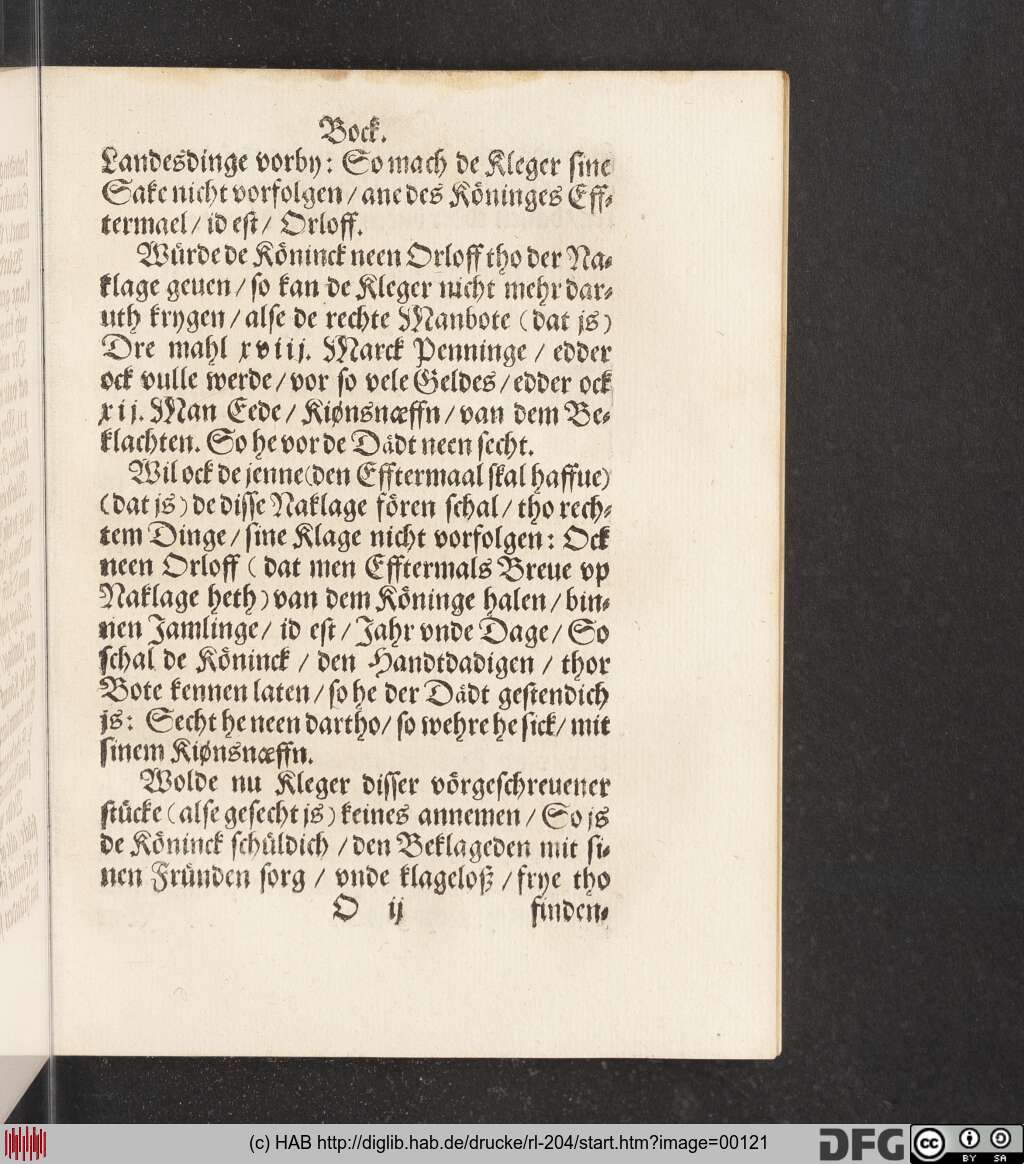 Bock.
Landesdinge vorby: So mach de Kleger sine
Sake nicht vorfolgen / ane des Köninges Eff-
termael / id est / Orloff.
Würde de Köninck neen Orloff tho der Na-
klage geuen / so kan de Kleger nicht mehr dar-
uth krygen / alse de rechte Manbote (dat js)
Dre mahl xviij. Marck Penninge / edder
ock vulle werde / vor so vele Geldes / edder ock
xij. Man Eede / Kiønsnæffn / van dem Be-
klachten. So he vor de Dådt neen secht.
Wil ock de jenne (den Efftermaal skal haffue)
(dat js) de disse Naklage fören schal / tho rech-
tem Dinge / sine Klage nicht vorfolgen: Ock
neen Orloff (dat men Efftermals Breue vp
Naklage heth) van dem Köninge halen / bin-
nen Jamlinge / id est / Jahr vnde Dage / So
schal de Köninck / den Handtdadigen / thor
Bote kennen laten / so he der Dådt gestendich
js: Secht he neen dartho / so wehre he sick / mit
sinem Kiønsnæffn.
Wolde nu Kleger disser vörgeschreuener
stücke (alse gesecht js) keines annemen / So js
de Köninck schüldich / den Beklageden mit si-
nen Fründen sorg / vnde klageloß / frye tho
O ij finden-
(c) HAB http://diglib.hab.de/drucke/rl-204/start.htm?image=00121
DFG
cc BY SA